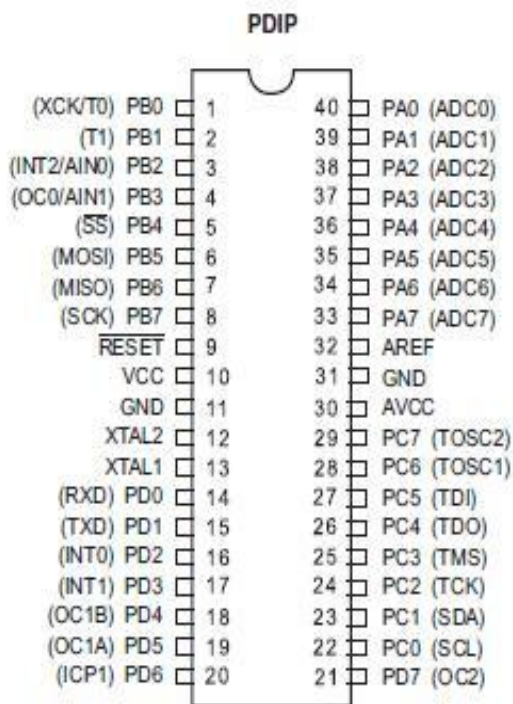 PDIP
(XCK/T0) PB0 1 40 PA0 (ADC0)
(T1) PB1 2 39 PA1 (ADC1)
(INT2/AIN0) PB2 3 38 PA2 (ADC2)
(OC0/AIN1) PB3 4 37 PA3 (ADC3)
(SS) PB4 5 36 PA4 (ADC4)
(MOSI) PB5 6 35 PA5 (ADC5)
(MISO) PB6 7 34 PA6 (ADC6)
(SCK) PB7 8 33 PA7 (ADC7)
RESET 9 32 AREF
VCC 10 31 GND
GND 11 30 AVCC
XTAL2 12 29 PC7 (TOSC2)
XTAL1 13 28 PC6 (TOSC1)
(RXD) PD0 14 27 PC5 (TDI)
(TXD) PD1 15 26 PC4 (TDO)
(INT0) PD2 16 25 PC3 (TMS)
(INT1) PD3 17 24 PC2 (TCK)
(OC1B) PD4 18 23 PC1 (SDA)
(OC1A) PD5 19 22 PC0 (SCL)
(ICP1) PD6 20 21 PD7 (OC2)